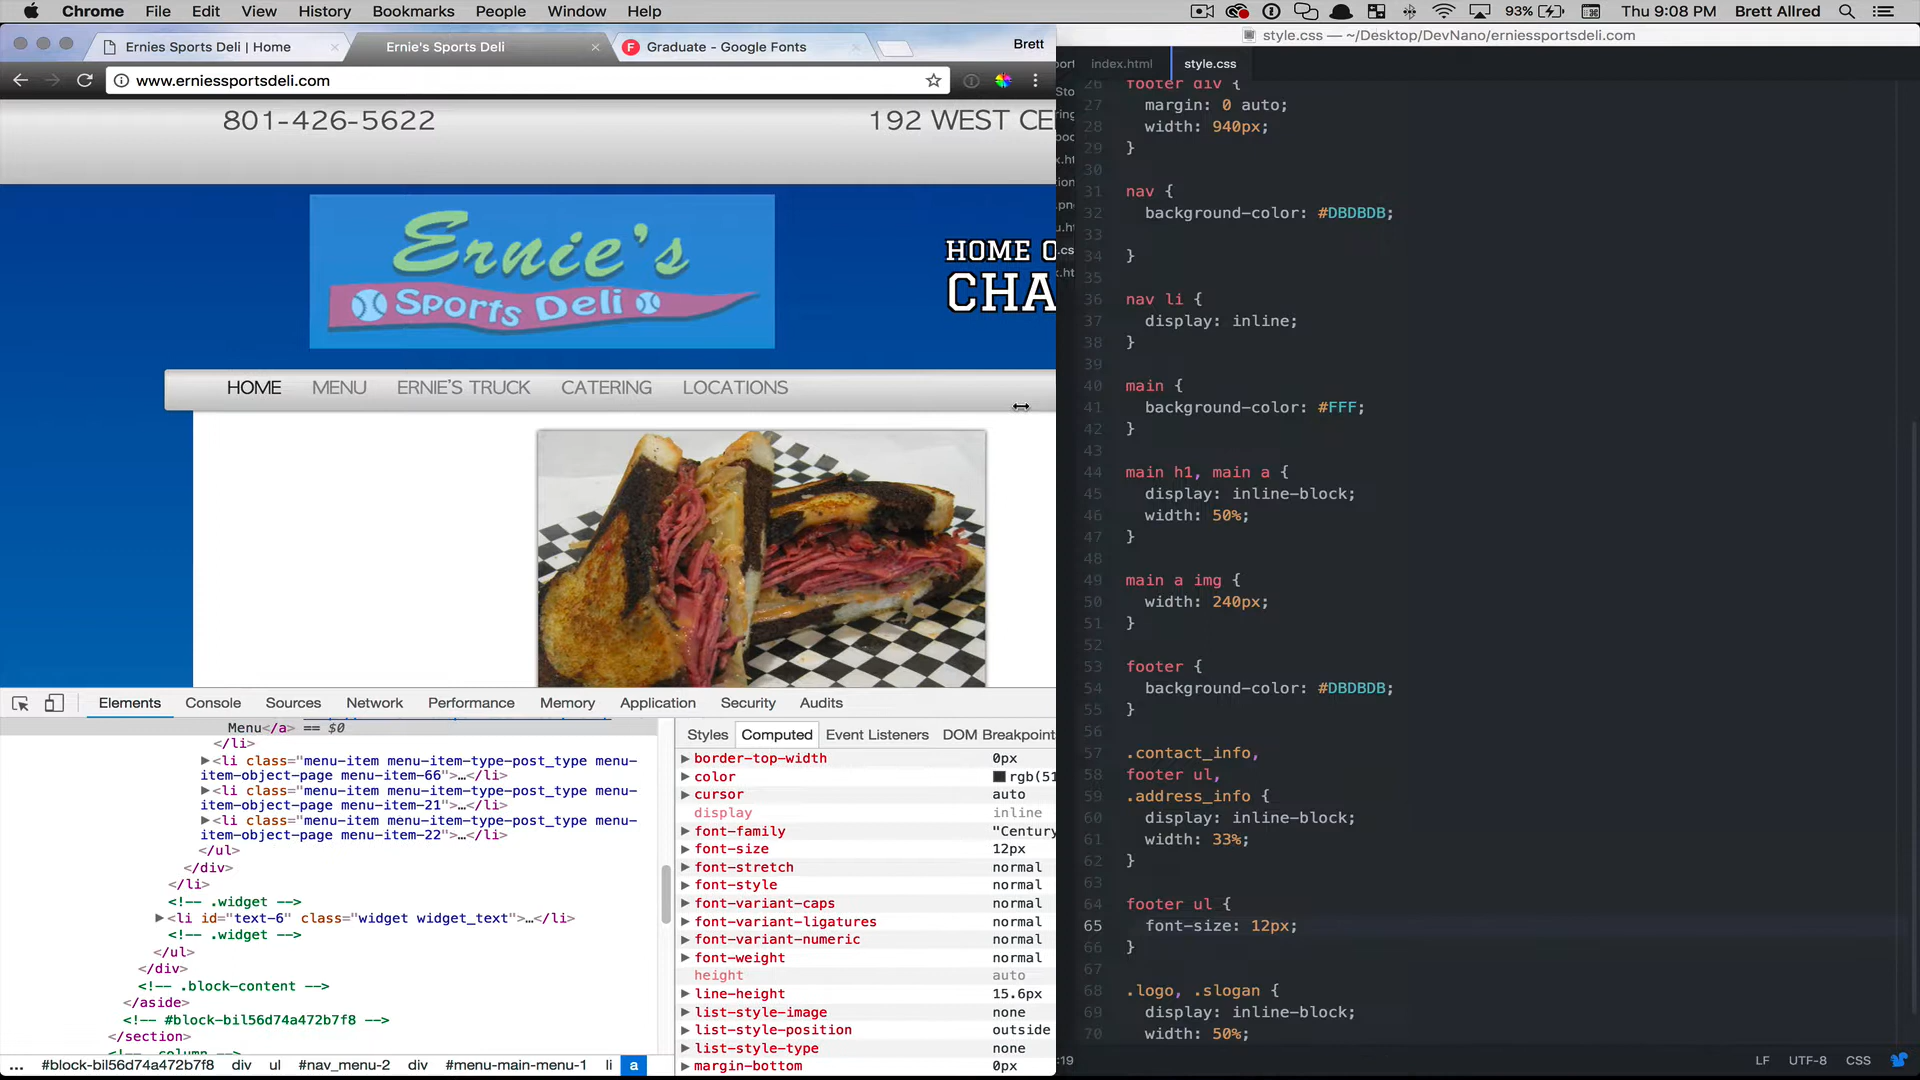 Chrome File Edit View History Bookmarks People Window Help
93% Thu 9:08 PM Brett Allred
Ernies Sports Deli | Home
Ernie's Sports Deli
Graduate - Google Fonts
Brett
www.erniessportsdeli.com
801-426-5622
192 WEST CE
Ernie's
Sports Deli
HOME O
CHA
HOME MENU ERNIE'S TRUCK CATERING LOCATIONS
Elements Console Sources Network Performance Memory Application Security Audits
Menu</a> == $0
</li>
<li class="menu-item menu-item-type-post_type menu-
item-object-page menu-item-66">…</li>
<li class="menu-item menu-item-type-post_type menu-
item-object-page menu-item-21">…</li>
<li class="menu-item menu-item-type-post_type menu-
item-object-page menu-item-22">…</li>
</ul>
</div>
</li>
<!-- .widget -->
<li id="text-6" class="widget widget_text">…</li>
<!-- .widget -->
</ul>
</div>
<!-- .block-content -->
</aside>
<!-- #block-bil56d74a472b7f8 -->
</section>
<!-- .column -->
... #block-bil56d74a472b7f8 div ul #nav_menu-2 div #menu-main-menu-1 li a
Styles Computed Event Listeners DOM Breakpoints
border-top-width 0px
color rgb(51
cursor auto
display inline
font-family "Century
font-size 12px
font-stretch normal
font-style normal
font-variant-caps normal
font-variant-ligatures normal
font-variant-numeric normal
font-weight normal
height auto
line-height 15.6px
list-style-image none
list-style-position outside
list-style-type none
margin-bottom 0px
style.css — ~/Desktop/DevNano/erniessportsdeli.com
index.html style.css
26 footer div {
27 margin: 0 auto;
28 width: 940px;
29 }
30
31 nav {
32 background-color: #DBDBDB;
33
34 }
35
36 nav li {
37 display: inline;
38 }
39
40 main {
41 background-color: #FFF;
42 }
43
44 main h1, main a {
45 display: inline-block;
46 width: 50%;
47 }
48
49 main a img {
50 width: 240px;
51 }
52
53 footer {
54 background-color: #DBDBDB;
55 }
56
57 .contact_info,
58 footer ul,
59 .address_info {
60 display: inline-block;
61 width: 33%;
62 }
63
64 footer ul {
65 font-size: 12px;
66 }
67
68 .logo, .slogan {
69 display: inline-block;
70 width: 50%;
:19 LF UTF-8 CSS